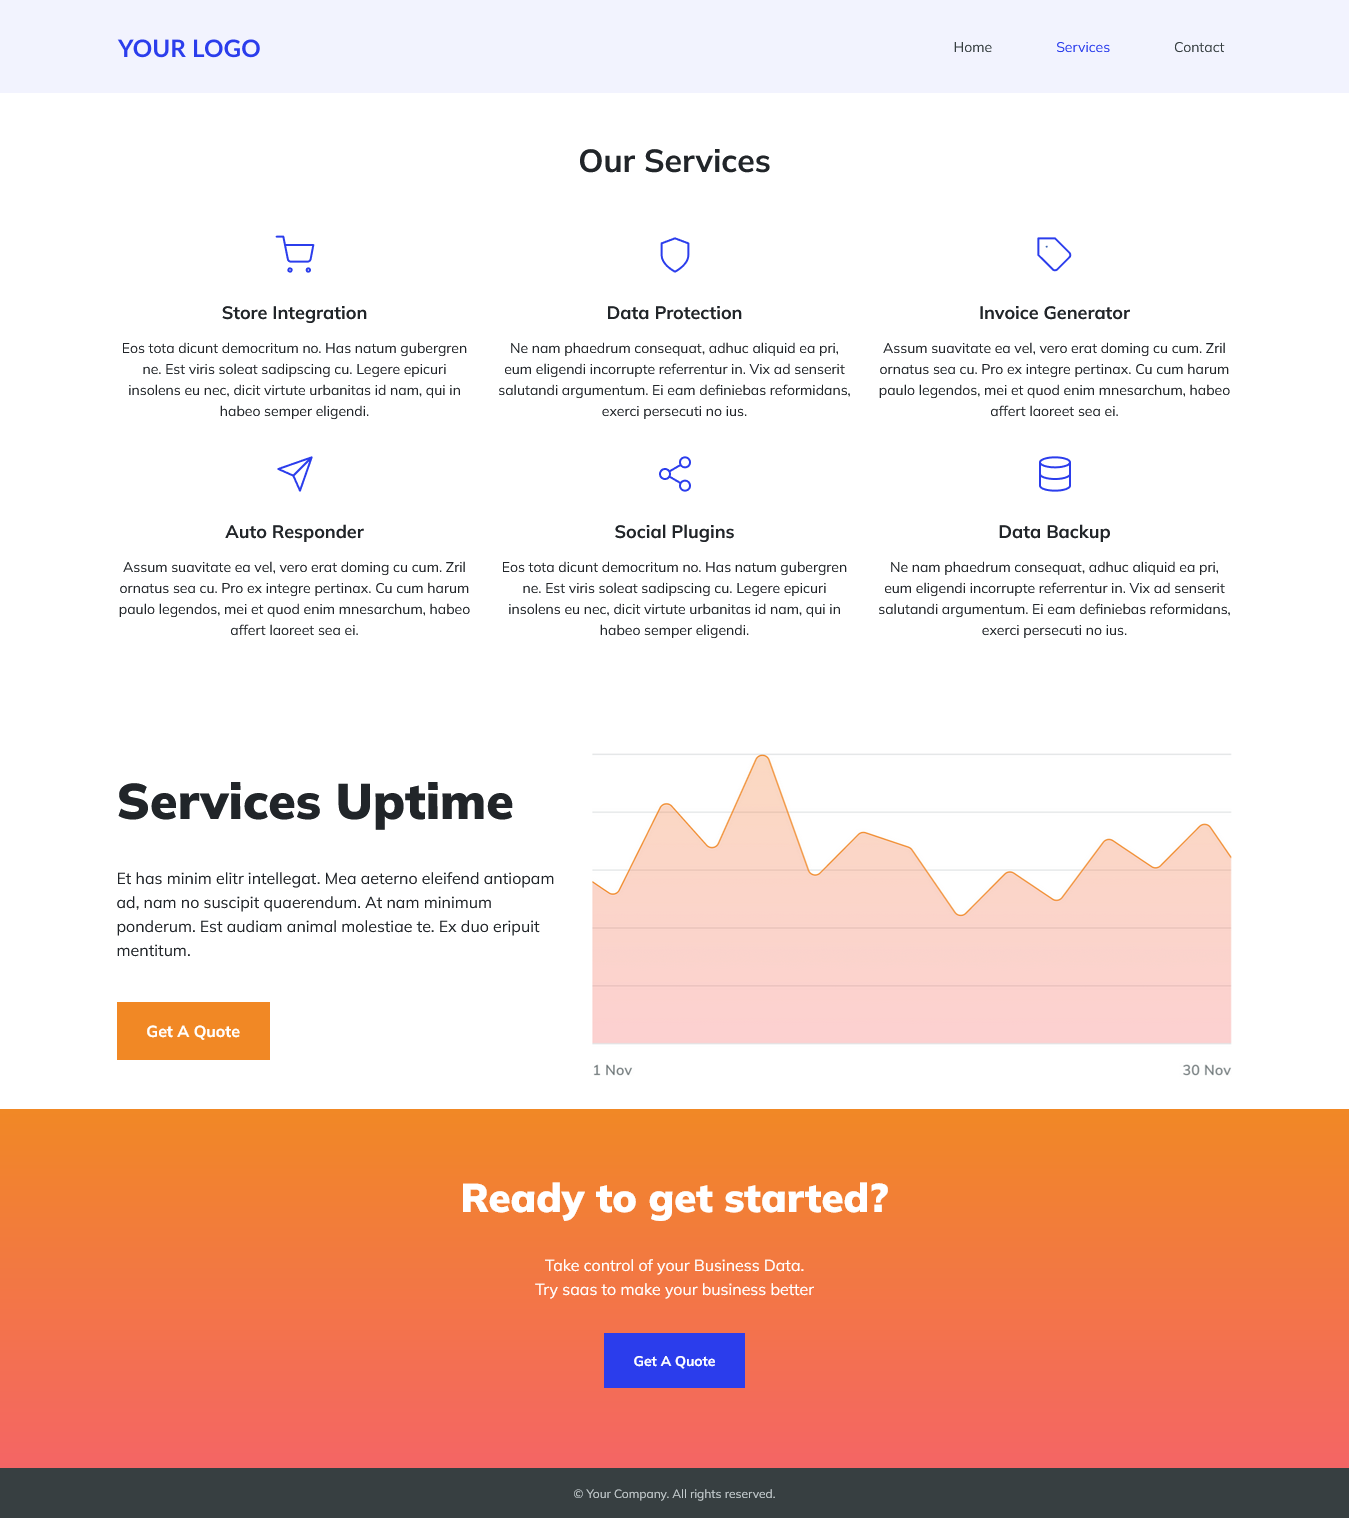 YOUR LOGO
Home
Services
Contact
Our Services
Store Integration
Eos tota dicunt democritum no. Has natum gubergren
ne. Est viris soleat sadipscing cu. Legere epicuri
insolens eu nec, dicit virtute urbanitas id nam, qui in
habeo semper eligendi.
Data Protection
Ne nam phaedrum consequat, adhuc aliquid ea pri,
eum eligendi incorrupte referrentur in. Vix ad senserit
salutandi argumentum. Ei eam definiebas reformidans,
exerci persecuti no ius.
Invoice Generator
Assum suavitate ea vel, vero erat doming cu cum. Zril
ornatus sea cu. Pro ex integre pertinax. Cu cum harum
paulo legendos, mei et quod enim mnesarchum, habeo
affert laoreet sea ei.
Auto Responder
Assum suavitate ea vel, vero erat doming cu cum. Zril
ornatus sea cu. Pro ex integre pertinax. Cu cum harum
paulo legendos, mei et quod enim mnesarchum, habeo
affert laoreet sea ei.
Social Plugins
Eos tota dicunt democritum no. Has natum gubergren
ne. Est viris soleat sadipscing cu. Legere epicuri
insolens eu nec, dicit virtute urbanitas id nam, qui in
habeo semper eligendi.
Data Backup
Ne nam phaedrum consequat, adhuc aliquid ea pri,
eum eligendi incorrupte referrentur in. Vix ad senserit
salutandi argumentum. Ei eam definiebas reformidans,
exerci persecuti no ius.
Services Uptime
Et has minim elitr intellegat. Mea aeterno eleifend antiopam
ad, nam no suscipit quaerendum. At nam minimum
ponderum. Est audiam animal molestiae te. Ex duo eripuit
mentitum.
Get A Quote
1 Nov
30 Nov
Ready to get started?
Take control of your Business Data.
Try saas to make your business better
Get A Quote
© Your Company. All rights reserved.